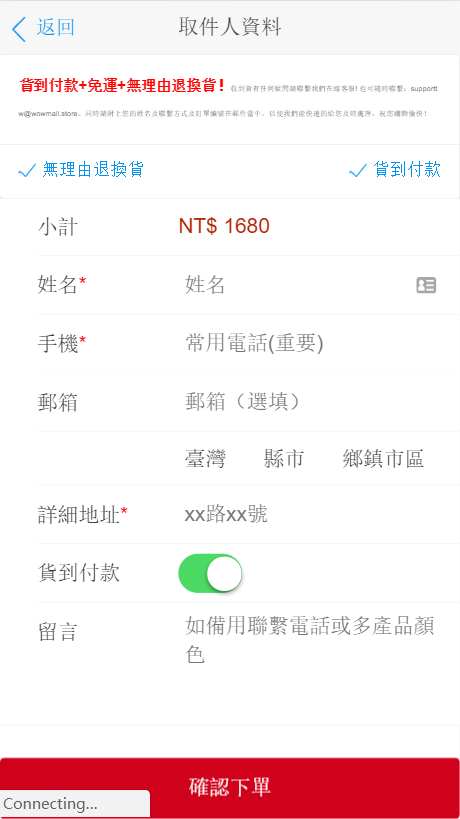 返回 取件人資料
貨到付款+免運+無理由退換貨! 收到後有任何疑問請聯繫我們在線客服! 也可隨時聯繫: supportt
w@wowmall.store。同時請附上您的姓名及聯繫方式及訂單編號在郵件當中，以便我們能快速的給您及時處理，祝您購物愉快!
無理由退換貨 貨到付款
小計 NT$ 1680
姓名* 姓名
手機* 常用電話(重要)
郵箱 郵箱（選填）
臺灣 縣市 鄉鎮市區
詳細地址* xx路xx號
貨到付款
留言 如備用聯繫電話或多產品顏
色
確認下單
Connecting...